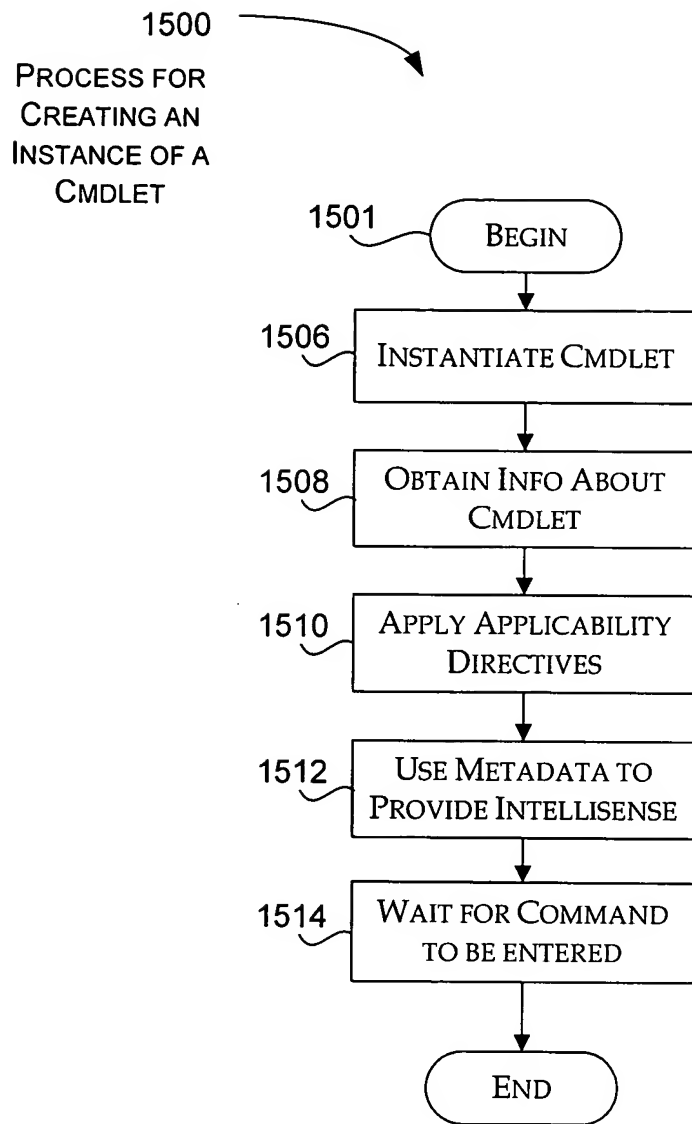 1500
PROCESS FOR
CREATING AN
INSTANCE OF A
CMDLET
1501
BEGIN
1506
INSTANTIATE CMDLET
1508
OBTAIN INFO ABOUT
CMDLET
1510
APPLY APPLICABILITY
DIRECTIVES
1512
USE METADATA TO
PROVIDE INTELLISENSE
1514
WAIT FOR COMMAND
TO BE ENTERED
END